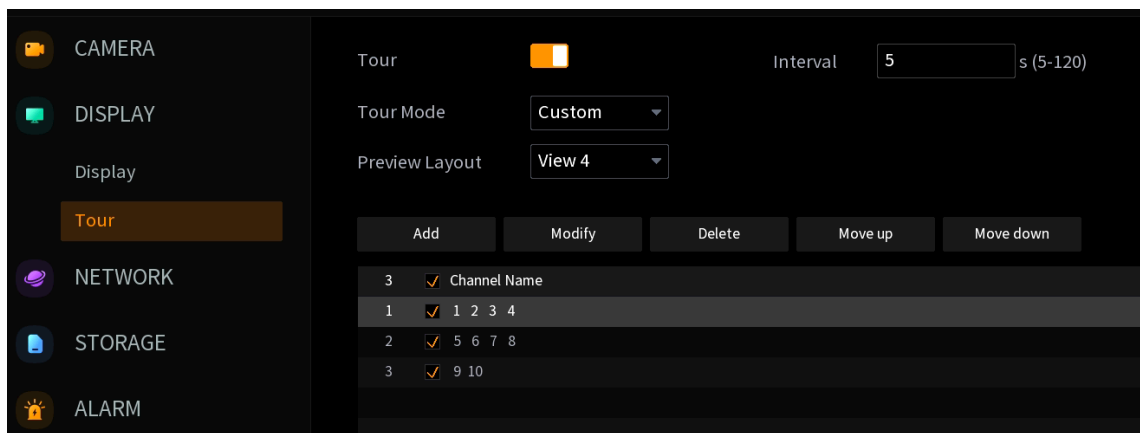 CAMERA
DISPLAY
Display
Tour
NETWORK
STORAGE
ALARM
Tour Interval 5 s (5-120)
Tour Mode Custom
Preview Layout View 4
Add Modify Delete Move up Move down
3 Channel Name
1 1 2 3 4
2 5 6 7 8
3 9 10